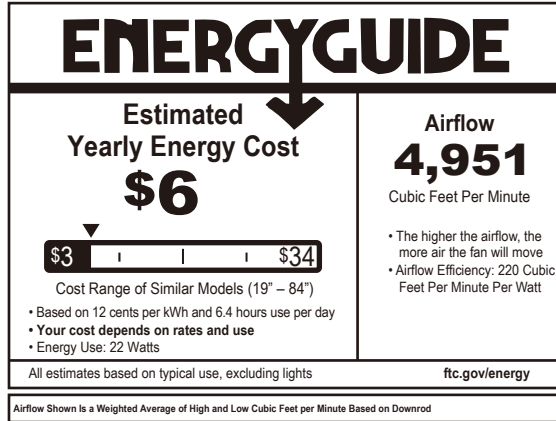 ENERGYGUIDE
Estimated
Yearly Energy Cost
$6
$3
$34
Cost Range of Similar Models (19” – 84”)
• Based on 12 cents per kWh and 6.4 hours use per day
• Your cost depends on rates and use
• Energy Use: 22 Watts
Airflow
4,951
Cubic Feet Per Minute
• The higher the airflow, the
more air the fan will move
• Airflow Efficiency: 220 Cubic
Feet Per Minute Per Watt
All estimates based on typical use, excluding lights
ftc.gov/energy
Airflow Shown Is a Weighted Average of High and Low Cubic Feet per Minute Based on Downrod